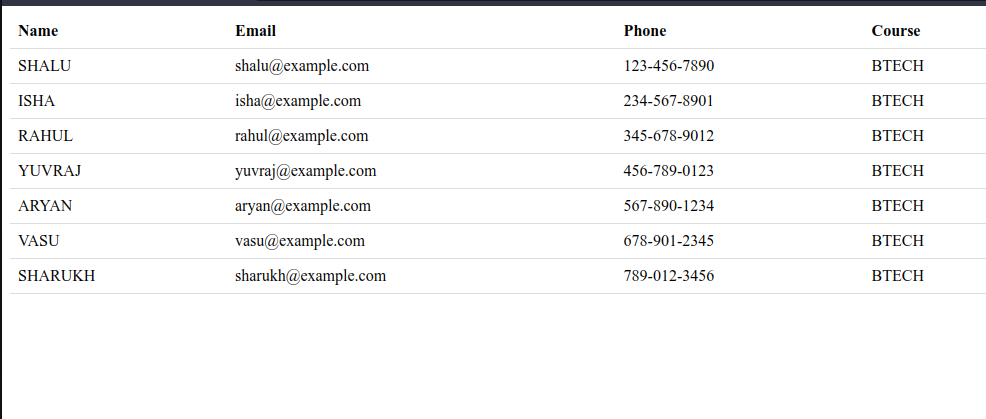 Name Email Phone Course
SHALU shalu@example.com 123-456-7890 BTECH
ISHA isha@example.com 234-567-8901 BTECH
RAHUL rahul@example.com 345-678-9012 BTECH
YUVRAJ yuvraj@example.com 456-789-0123 BTECH
ARYAN aryan@example.com 567-890-1234 BTECH
VASU vasu@example.com 678-901-2345 BTECH
SHARUKH sharukh@example.com 789-012-3456 BTECH